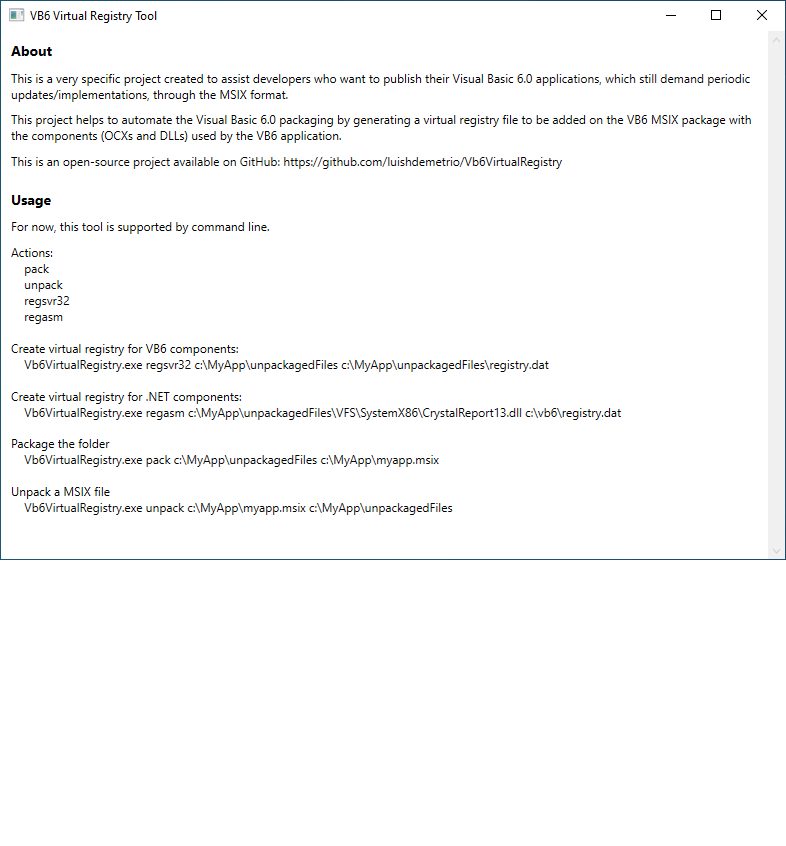 VB6 Virtual Registry Tool
About
This is a very specific project created to assist developers who want to publish their Visual Basic 6.0 applications, which still demand periodic
updates/implementations, through the MSIX format.
This project helps to automate the Visual Basic 6.0 packaging by generating a virtual registry file to be added on the VB6 MSIX package with
the components (OCXs and DLLs) used by the VB6 application.
This is an open-source project available on GitHub: https://github.com/luishdemetrio/Vb6VirtualRegistry
Usage
For now, this tool is supported by command line.
Actions:
pack
unpack
regsvr32
regasm
Create virtual registry for VB6 components:
Vb6VirtualRegistry.exe regsvr32 c:\MyApp\unpackagedFiles c:\MyApp\unpackagedFiles\registry.dat
Create virtual registry for .NET components:
Vb6VirtualRegistry.exe regasm c:\MyApp\unpackagedFiles\VFS\SystemX86\CrystalReport13.dll c:\vb6\registry.dat
Package the folder
Vb6VirtualRegistry.exe pack c:\MyApp\unpackagedFiles c:\MyApp\myapp.msix
Unpack a MSIX file
Vb6VirtualRegistry.exe unpack c:\MyApp\myapp.msix c:\MyApp\unpackagedFiles